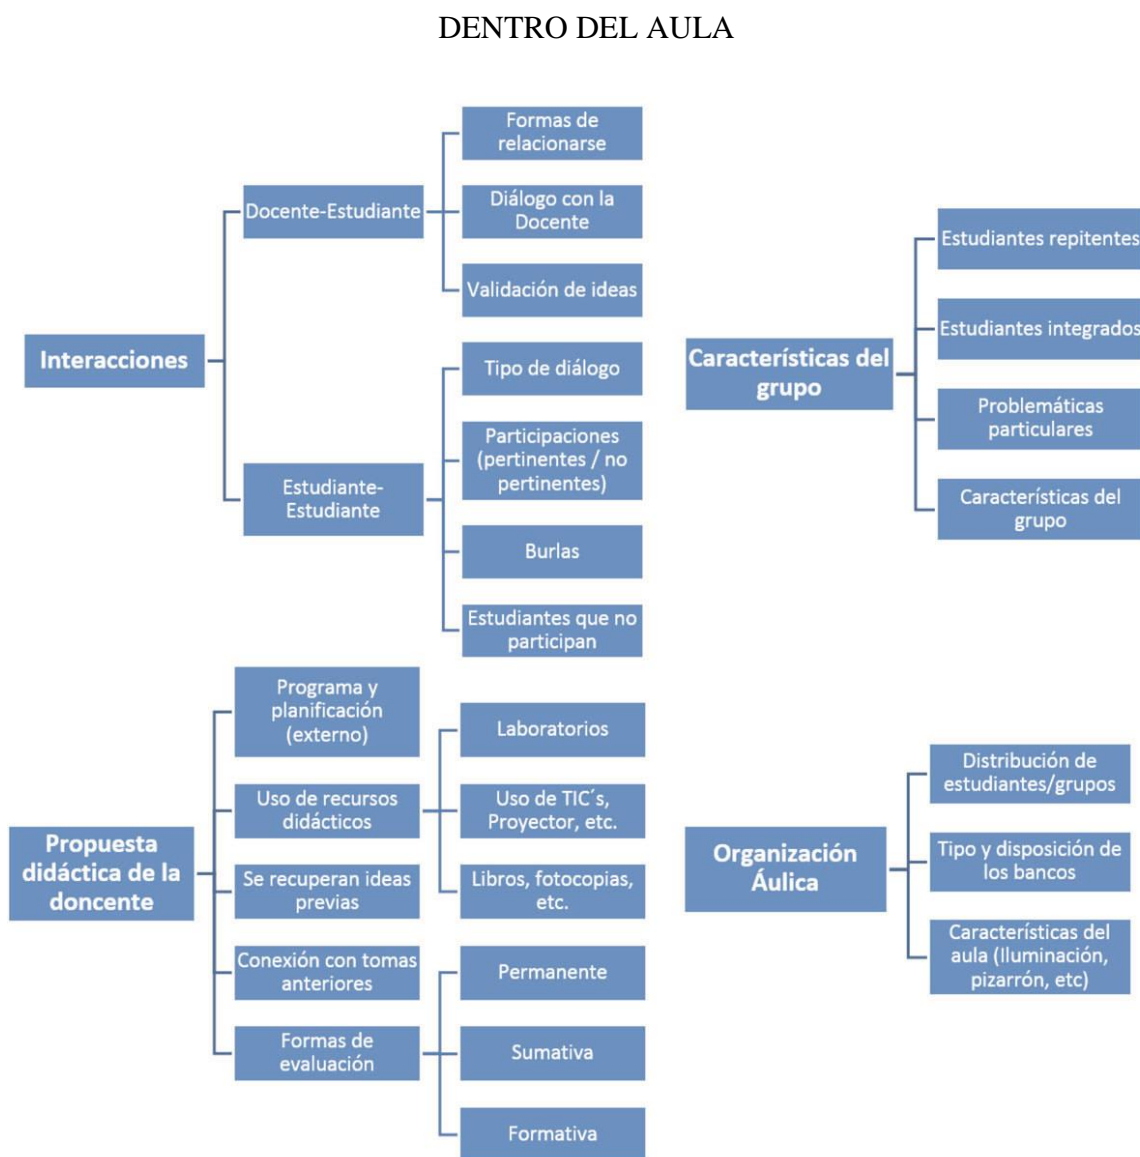 DENTRO DEL AULA
Interacciones
Docente-Estudiante
Formas de
relacionarse
Diálogo con la
Docente
Validación de ideas
Estudiante-
Estudiante
Tipo de diálogo
Participaciones
(pertinentes / no
pertinentes)
Burlas
Estudiantes que no
participan
Características del
grupo
Estudiantes repitentes
Estudiantes integrados
Problemáticas
particulares
Características del
grupo
Propuesta
didáctica de la
doncente
Programa y
planificación
(externo)
Uso de recursos
didácticos
Laboratorios
Uso de TIC´s,
Proyector, etc.
Libros, fotocopias,
etc.
Se recuperan ideas
previas
Conexión con tomas
anteriores
Formas de
evaluación
Permanente
Sumativa
Formativa
Organización
Áulica
Distribución de
estudiantes/grupos
Tipo y disposición de
los bancos
Características del
aula (Iluminación,
pizarrón, etc)